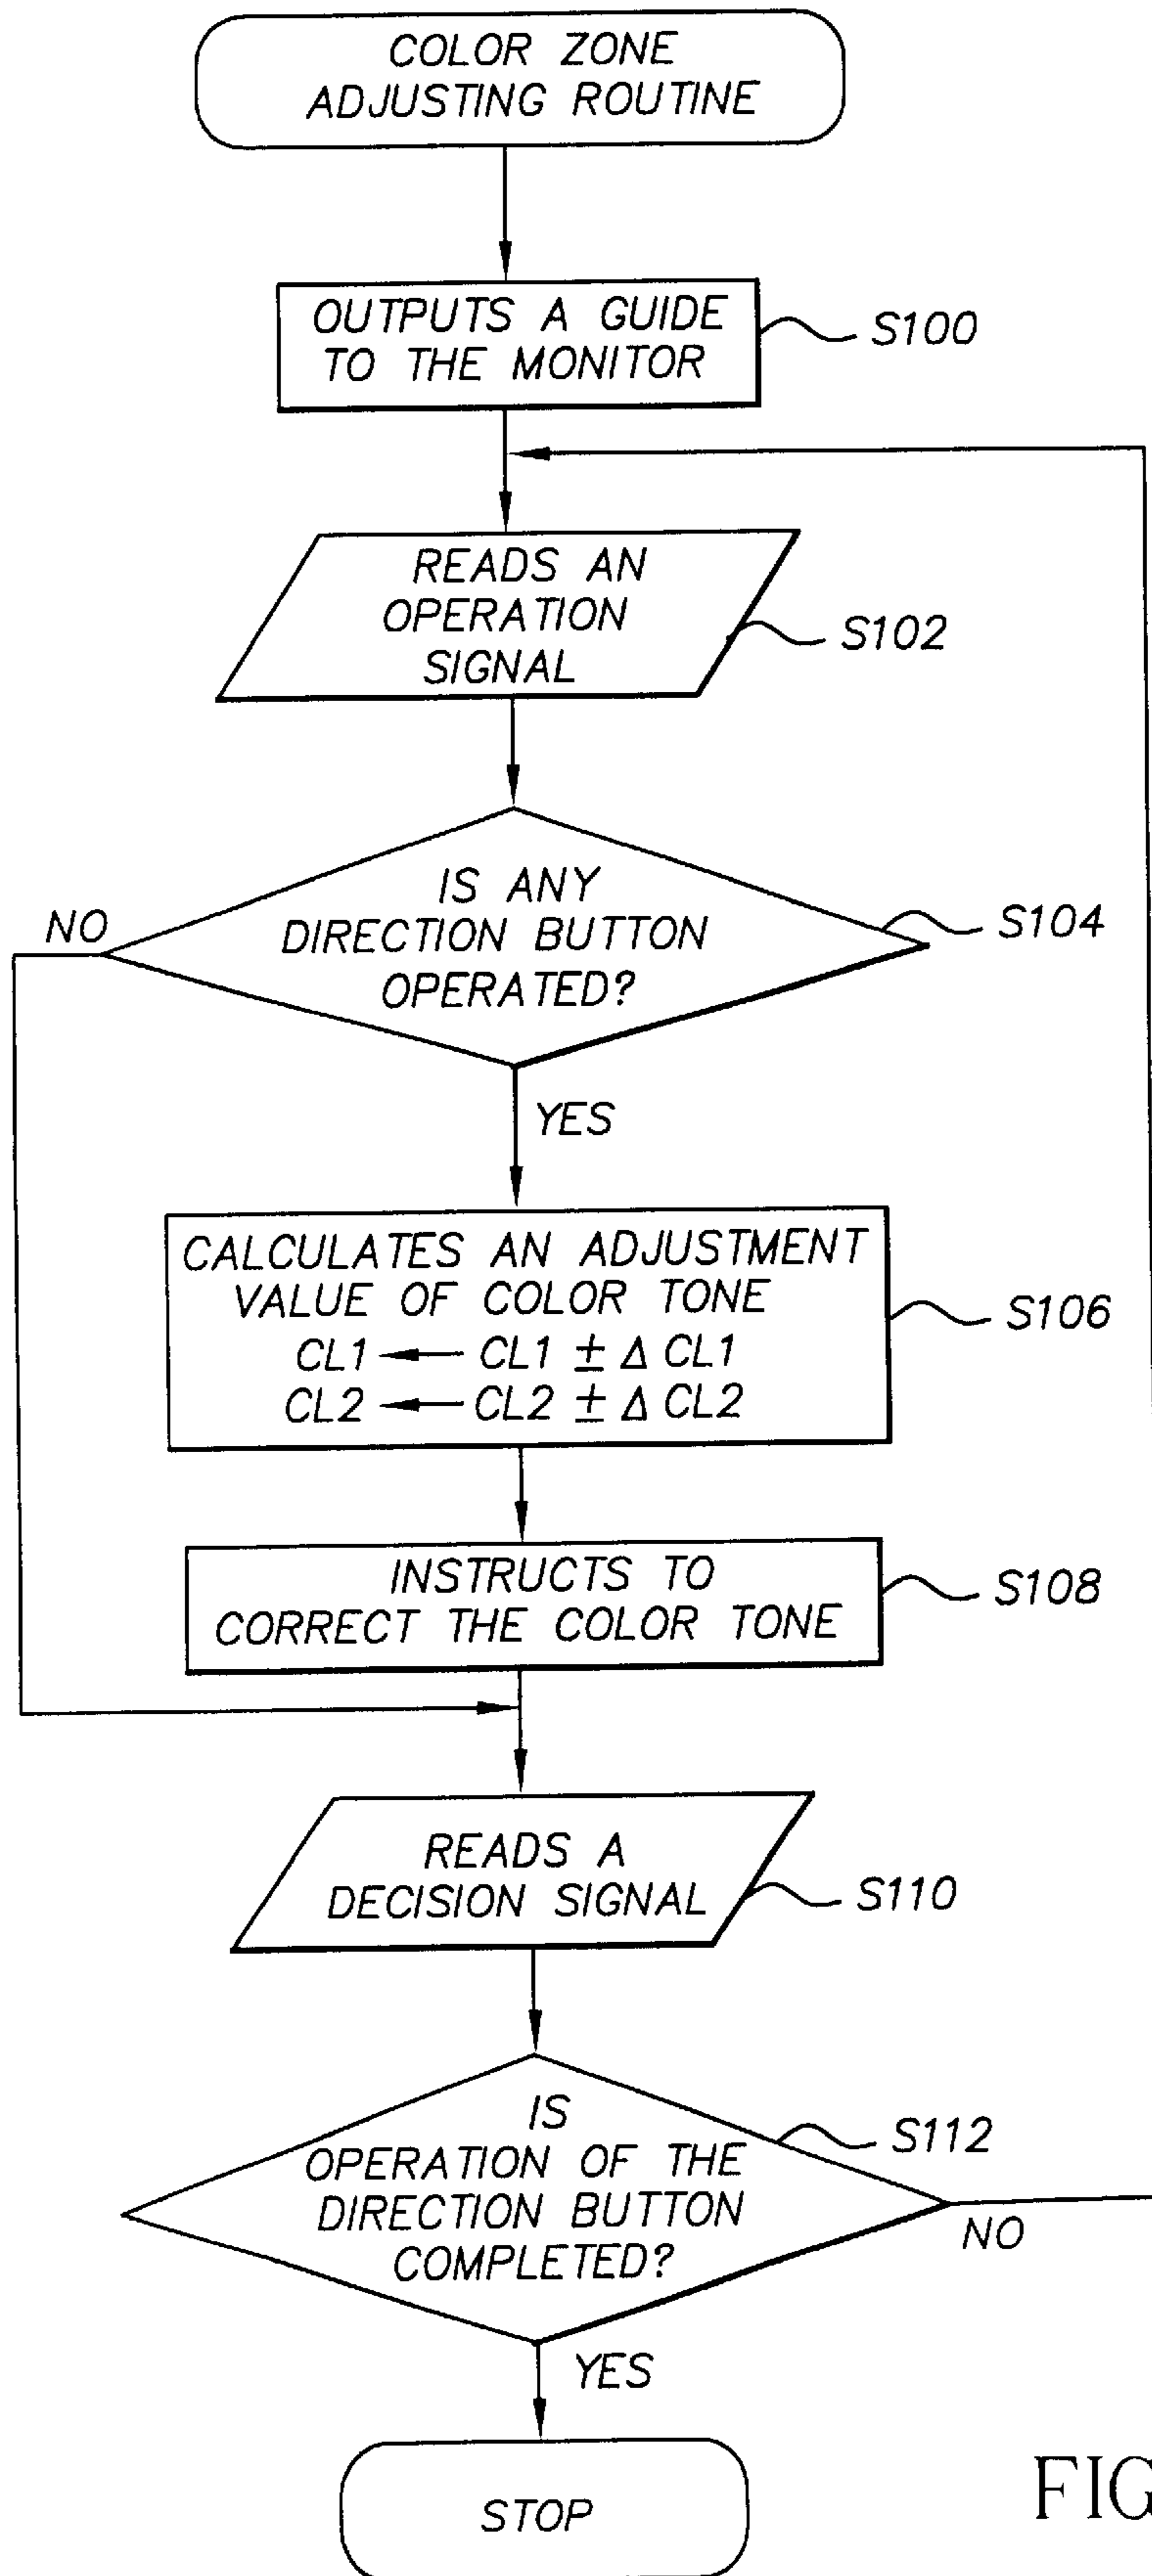 COLOR ZONE
ADJUSTING ROUTINE
OUTPUTS A GUIDE
TO THE MONITOR
S100
READS AN
OPERATION
SIGNAL
S102
IS ANY
DIRECTION BUTTON
OPERATED?
S104
NO
YES
CALCULATES AN ADJUSTMENT
VALUE OF COLOR TONE
CL1 ← CL1 ± Δ CL1
CL2 ← CL2 ± Δ CL2
S106
INSTRUCTS TO
CORRECT THE COLOR TONE
S108
READS A
DECISION SIGNAL
S110
IS
OPERATION OF THE
DIRECTION BUTTON
COMPLETED?
S112
NO
YES
STOP
FIG